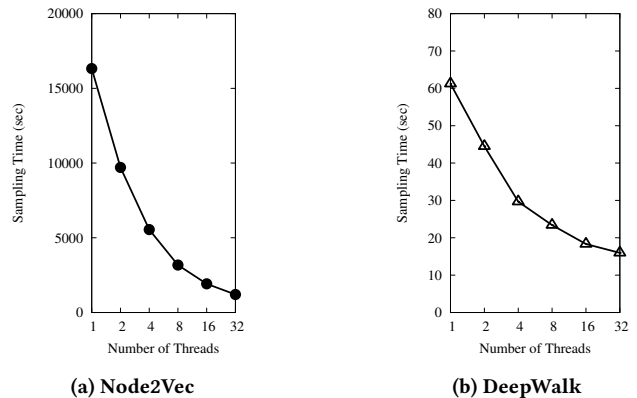 20000
15000
10000
5000
0
Sampling Time (sec)
1 2 4 8 16 32
Number of Threads
(a) Node2Vec
80
70
60
50
40
30
20
10
0
Sampling Time (sec)
1 2 4 8 16 32
Number of Threads
(b) DeepWalk